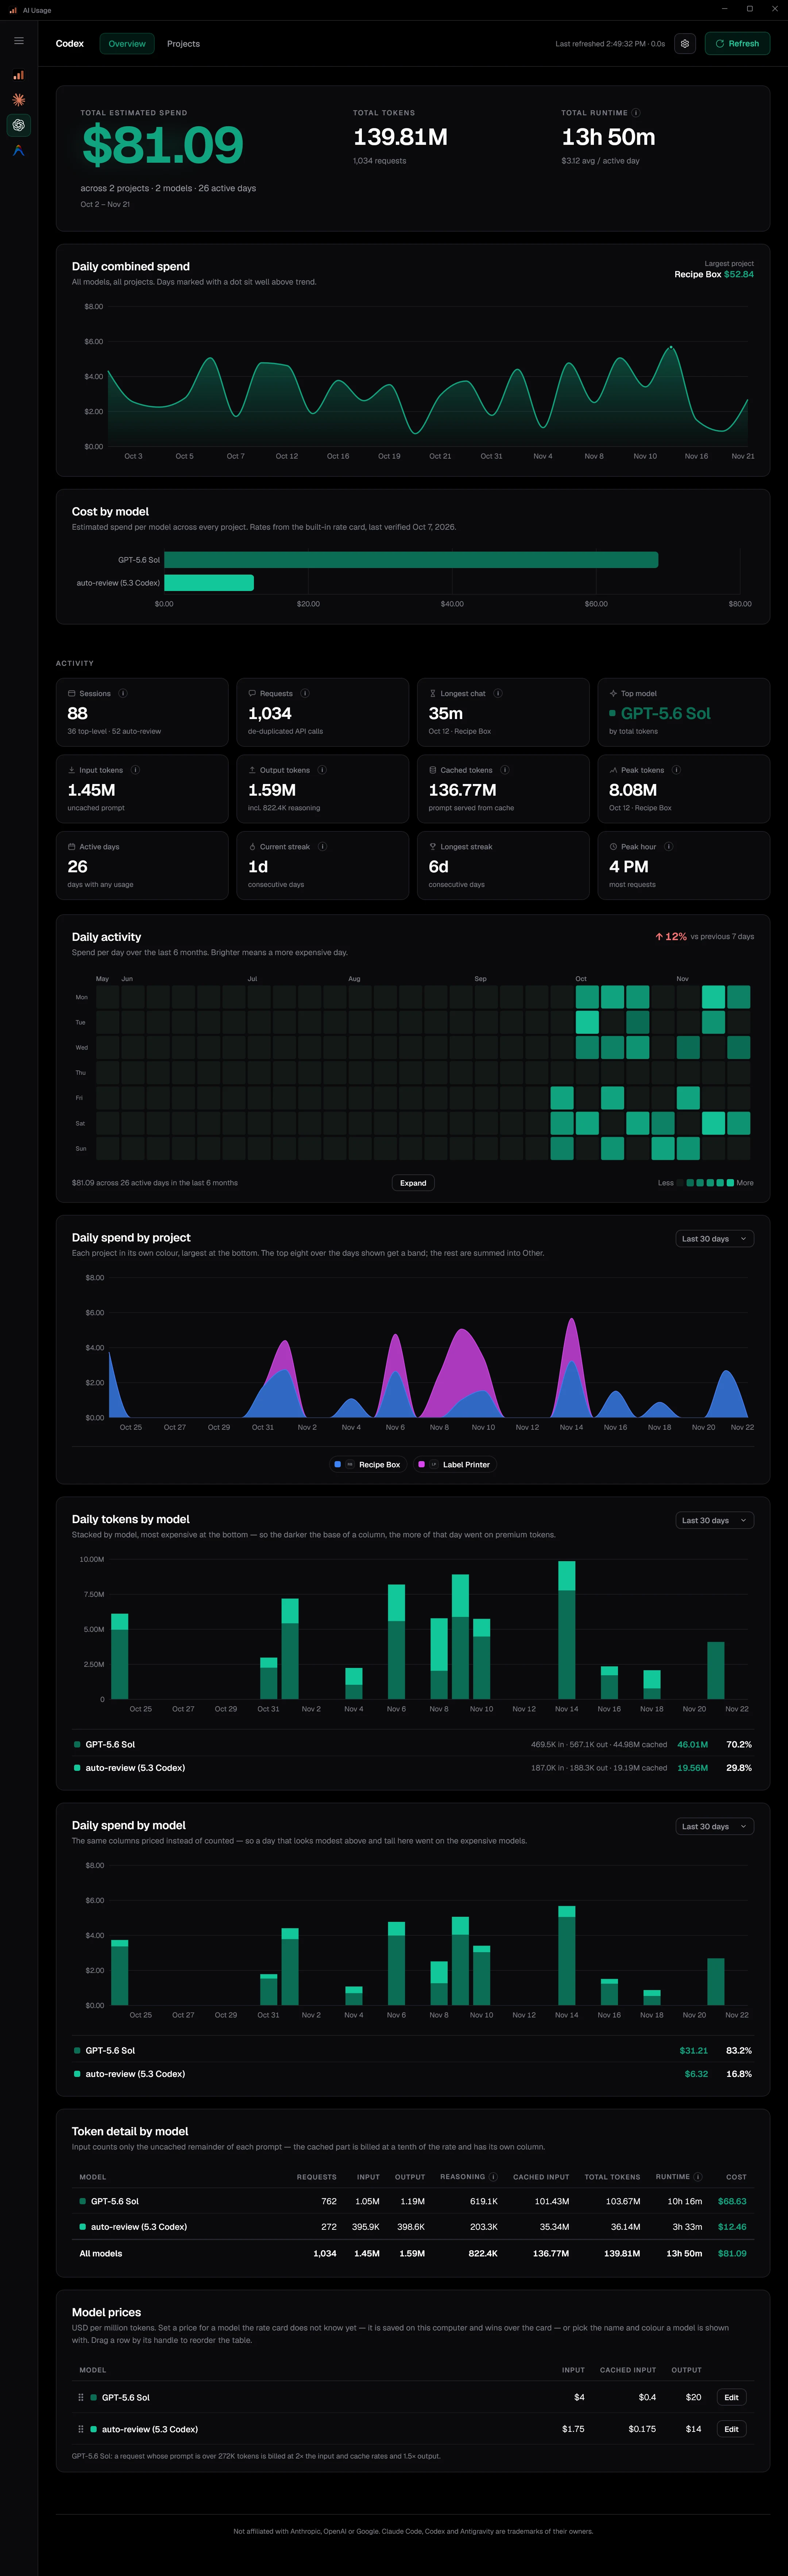 AI Usage
Codex Overview Projects Last refreshed 2:49:32 PM · 0.0s Refresh
TOTAL ESTIMATED SPEND
$81.09
across 2 projects · 2 models · 26 active days
Oct 2 – Nov 21
TOTAL TOKENS
139.81M
1,034 requests
TOTAL RUNTIME
13h 50m
$3.12 avg / active day
Daily combined spend
All models, all projects. Days marked with a dot sit well above trend.
Largest project
Recipe Box $52.84
$8.00
$6.00
$4.00
$2.00
$0.00
Oct 3 Oct 5 Oct 7 Oct 12 Oct 16 Oct 19 Oct 21 Oct 31 Nov 4 Nov 8 Nov 10 Nov 16 Nov 21
Cost by model
Estimated spend per model across every project. Rates from the built-in rate card, last verified Oct 7, 2026.
GPT-5.6 Sol
auto-review (5.3 Codex)
$0.00 $20.00 $40.00 $60.00 $80.00
ACTIVITY
Sessions
88
36 top-level · 52 auto-review
Requests
1,034
de-duplicated API calls
Longest chat
35m
Oct 12 · Recipe Box
Top model
GPT-5.6 Sol
by total tokens
Input tokens
1.45M
uncached prompt
Output tokens
1.59M
incl. 822.4K reasoning
Cached tokens
136.77M
prompt served from cache
Peak tokens
8.08M
Oct 12 · Recipe Box
Active days
26
days with any usage
Current streak
1d
consecutive days
Longest streak
6d
consecutive days
Peak hour
4 PM
most requests
Daily activity
Spend per day over the last 6 months. Brighter means a more expensive day.
↑ 12% vs previous 7 days
May Jun Jul Aug Sep Oct Nov
Mon
Tue
Wed
Thu
Fri
Sat
Sun
$81.09 across 26 active days in the last 6 months
Expand
Less More
Daily spend by project
Each project in its own colour, largest at the bottom. The top eight over the days shown get a band; the rest are summed into Other.
Last 30 days
$8.00
$6.00
$4.00
$2.00
$0.00
Oct 25 Oct 27 Oct 29 Oct 31 Nov 2 Nov 4 Nov 6 Nov 8 Nov 10 Nov 12 Nov 14 Nov 16 Nov 18 Nov 20 Nov 22
Recipe Box Label Printer
Daily tokens by model
Stacked by model, most expensive at the bottom — so the darker the base of a column, the more of that day went on premium tokens.
Last 30 days
10.00M
7.50M
5.00M
2.50M
0
Oct 25 Oct 27 Oct 29 Oct 31 Nov 2 Nov 4 Nov 6 Nov 8 Nov 10 Nov 12 Nov 14 Nov 16 Nov 18 Nov 20 Nov 22
GPT-5.6 Sol 469.5K in · 567.1K out · 44.98M cached 46.01M 70.2%
auto-review (5.3 Codex) 187.0K in · 188.3K out · 19.19M cached 19.56M 29.8%
Daily spend by model
The same columns priced instead of counted — so a day that looks modest above and tall here went on the expensive models.
Last 30 days
$8.00
$6.00
$4.00
$2.00
$0.00
Oct 25 Oct 27 Oct 29 Oct 31 Nov 2 Nov 4 Nov 6 Nov 8 Nov 10 Nov 12 Nov 14 Nov 16 Nov 18 Nov 20 Nov 22
GPT-5.6 Sol $31.21 83.2%
auto-review (5.3 Codex) $6.32 16.8%
Token detail by model
Input counts only the uncached remainder of each prompt — the cached part is billed at a tenth of the rate and has its own column.
MODEL REQUESTS INPUT OUTPUT REASONING CACHED INPUT TOTAL TOKENS RUNTIME COST
GPT-5.6 Sol 762 1.05M 1.19M 619.1K 101.43M 103.67M 10h 16m $68.63
auto-review (5.3 Codex) 272 395.9K 398.6K 203.3K 35.34M 36.14M 3h 33m $12.46
All models 1,034 1.45M 1.59M 822.4K 136.77M 139.81M 13h 50m $81.09
Model prices
USD per million tokens. Set a price for a model the rate card does not know yet — it is saved on this computer and wins over the card — or pick the name and colour a model is shown
with. Drag a row by its handle to reorder the table.
MODEL INPUT CACHED INPUT OUTPUT
GPT-5.6 Sol $4 $0.4 $20 Edit
auto-review (5.3 Codex) $1.75 $0.175 $14 Edit
GPT-5.6 Sol: a request whose prompt is over 272K tokens is billed at 2× the input and cache rates and 1.5× output.
Not affiliated with Anthropic, OpenAI or Google. Claude Code, Codex and Antigravity are trademarks of their owners.